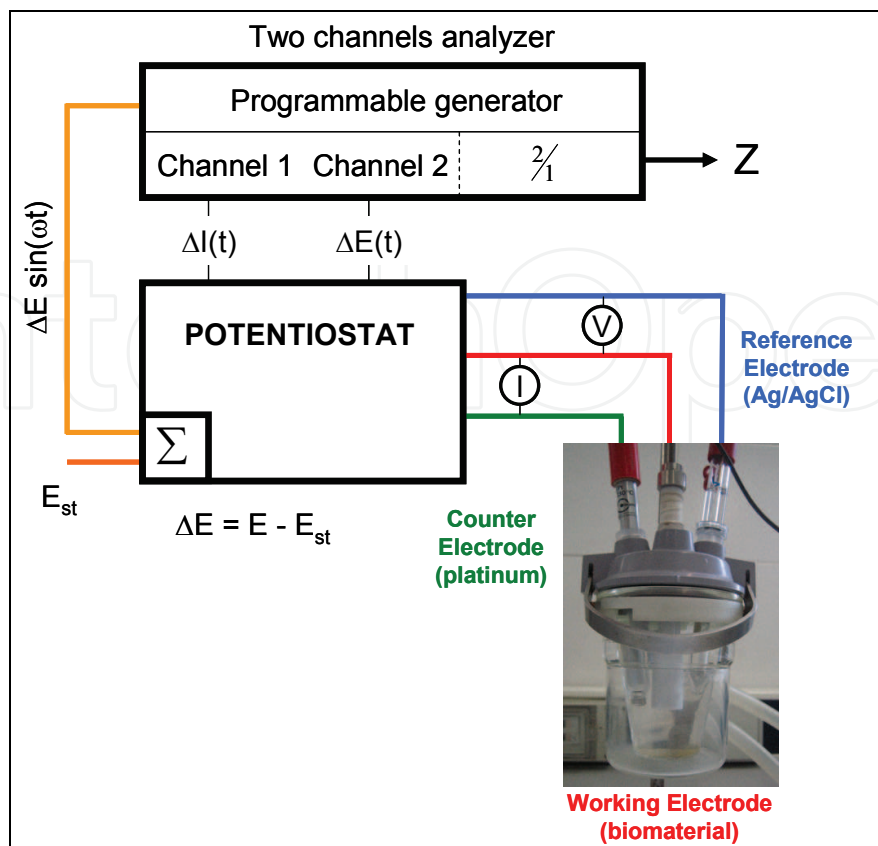 Two channels analyzer
Programmable generator
Channel 1
Channel 2
2/1
Z
ΔE sin(ωt)
ΔI(t)
ΔE(t)
POTENTIOSTAT
V
I
Reference
Electrode
(Ag/AgCl)
Σ
E_st
ΔE = E - E_st
Counter
Electrode
(platinum)
Working Electrode
(biomaterial)